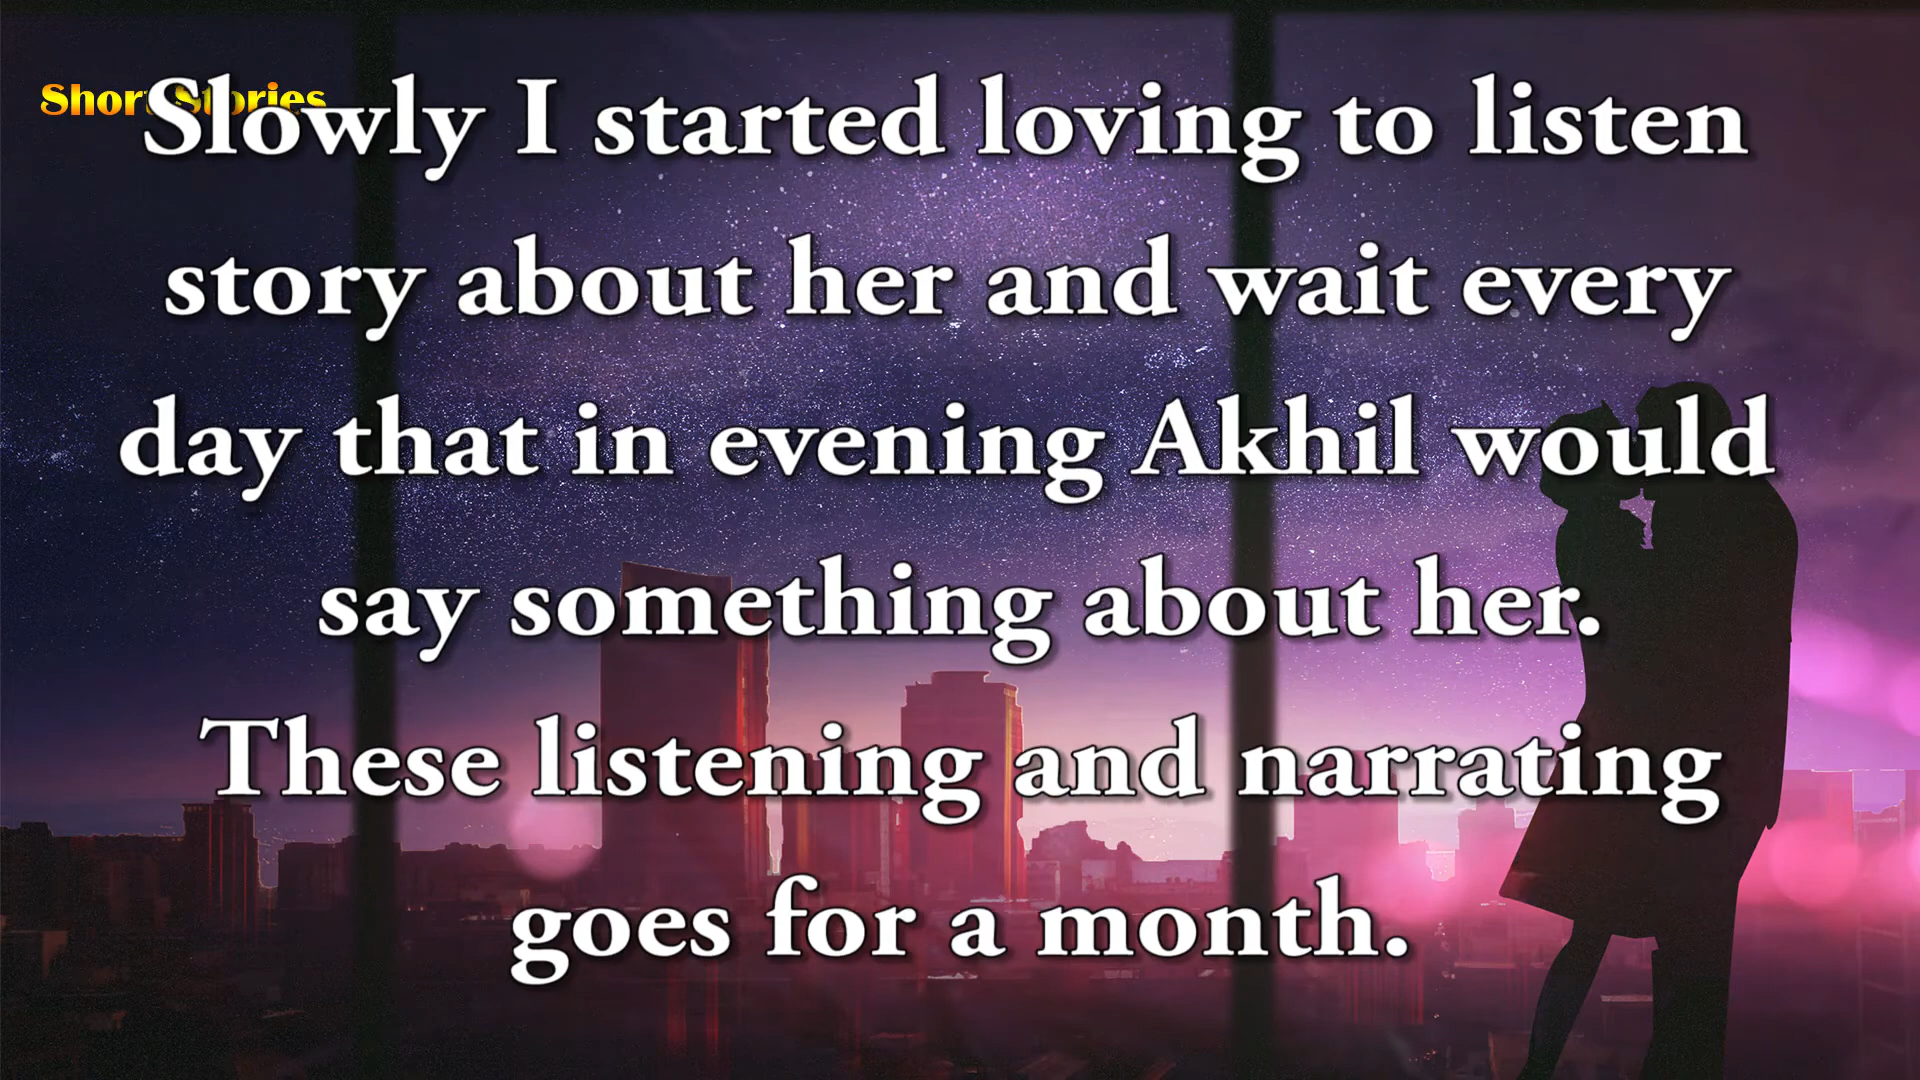 Short Stories
Slowly I started loving to listen
story about her and wait every
day that in evening Akhil would
say something about her.
These listening and narrating
goes for a month.